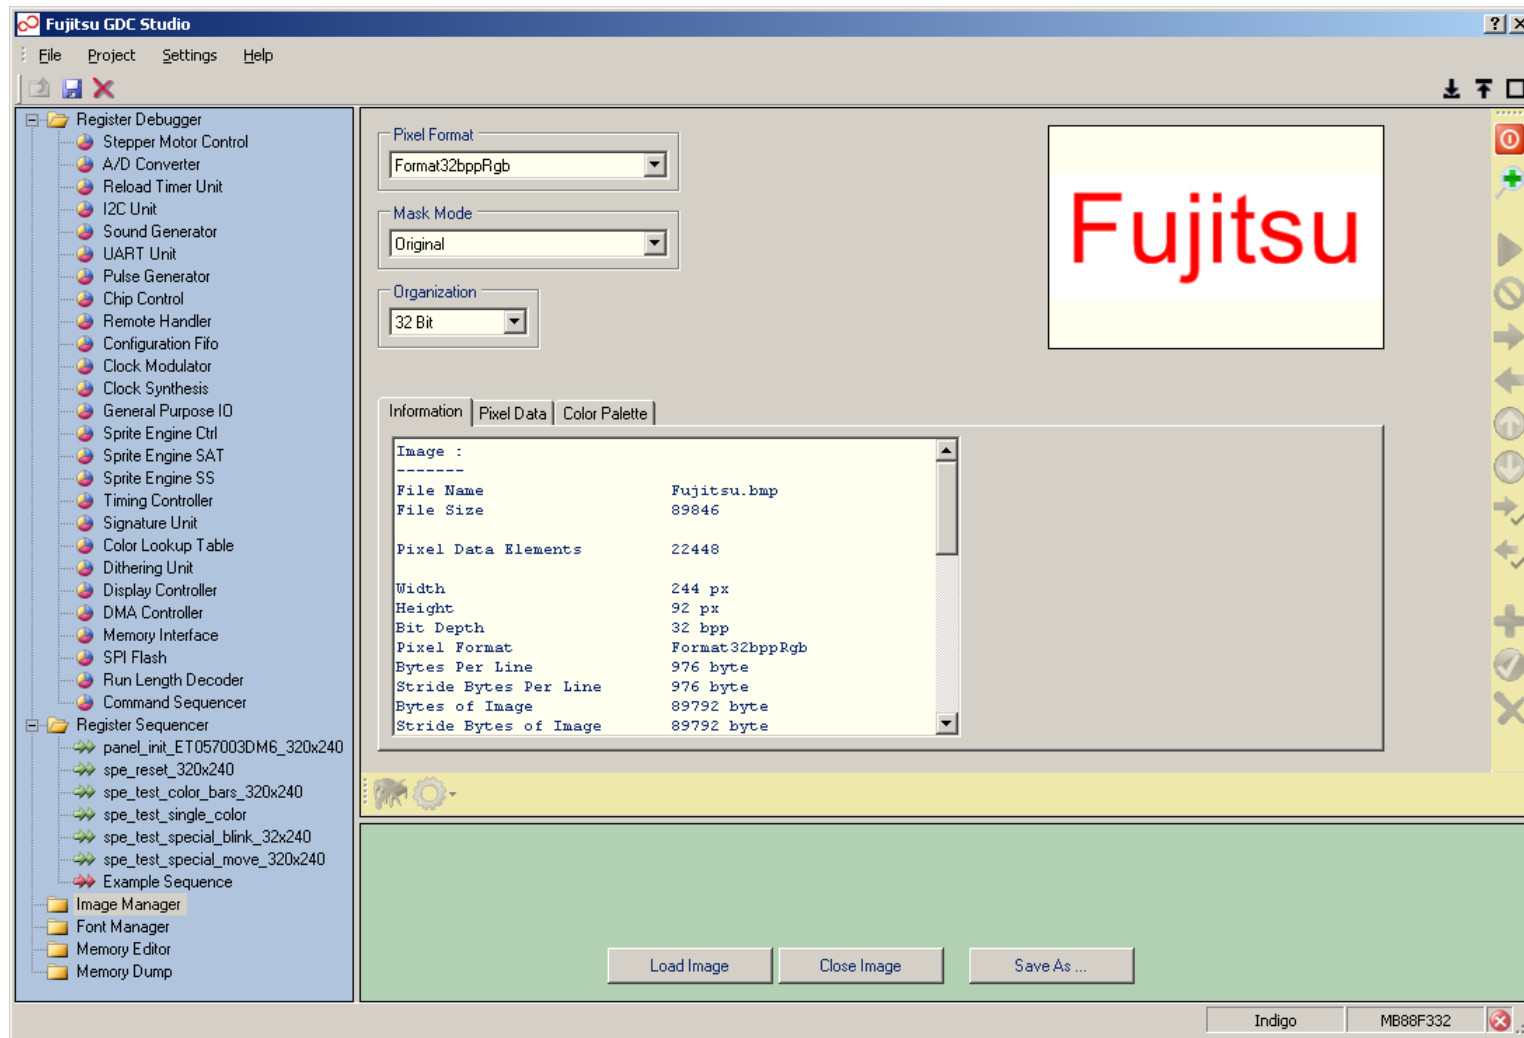 Fujitsu GDC Studio
File Project Settings Help
Register Debugger
Stepper Motor Control
A/D Converter
Reload Timer Unit
I2C Unit
Sound Generator
UART Unit
Pulse Generator
Chip Control
Remote Handler
Configuration Fifo
Clock Modulator
Clock Synthesis
General Purpose IO
Sprite Engine Ctrl
Sprite Engine SAT
Sprite Engine SS
Timing Controller
Signature Unit
Color Lookup Table
Dithering Unit
Display Controller
DMA Controller
Memory Interface
SPI Flash
Run Length Decoder
Command Sequencer
Register Sequencer
panel_init_ET057003DM6_320x240
spe_reset_320x240
spe_test_color_bars_320x240
spe_test_single_color
spe_test_special_blink_32x240
spe_test_special_move_320x240
Example Sequence
Image Manager
Font Manager
Memory Editor
Memory Dump
Pixel Format
Format32bppRgb
Mask Mode
Original
Organization
32 Bit
Fujitsu
Information Pixel Data Color Palette
Image :
-------
File Name Fujitsu.bmp
File Size 89846
Pixel Data Elements 22448
Width 244 px
Height 92 px
Bit Depth 32 bpp
Pixel Format Format32bppRgb
Bytes Per Line 976 byte
Stride Bytes Per Line 976 byte
Bytes of Image 89792 byte
Stride Bytes of Image 89792 byte
Load Image Close Image Save As ...
Indigo MB88F332